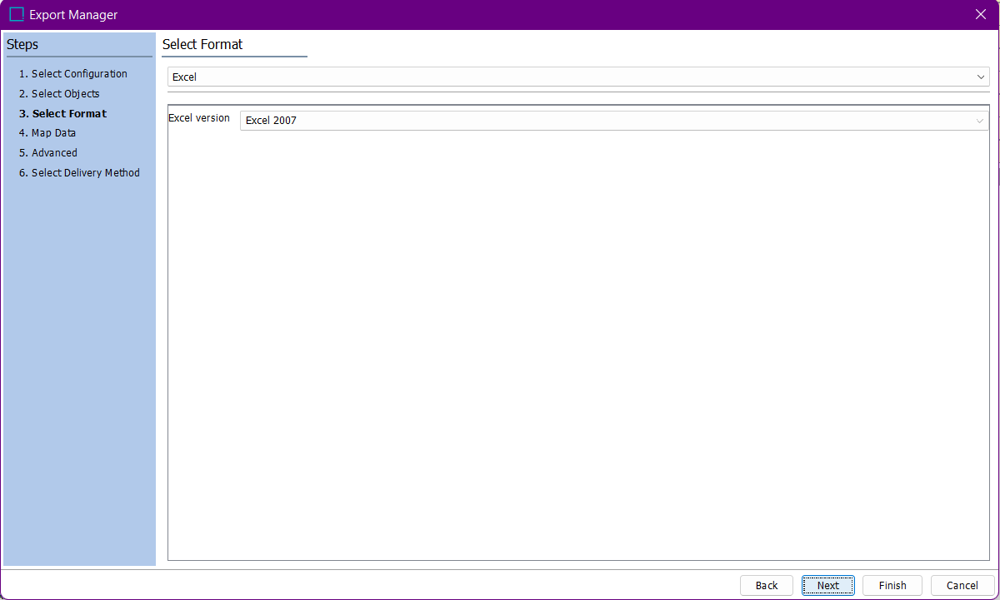 Export Manager
Steps
1. Select Configuration
2. Select Objects
3. Select Format
4. Map Data
5. Advanced
6. Select Delivery Method
Select Format
Excel
Excel version
Excel 2007
Back
Next
Finish
Cancel